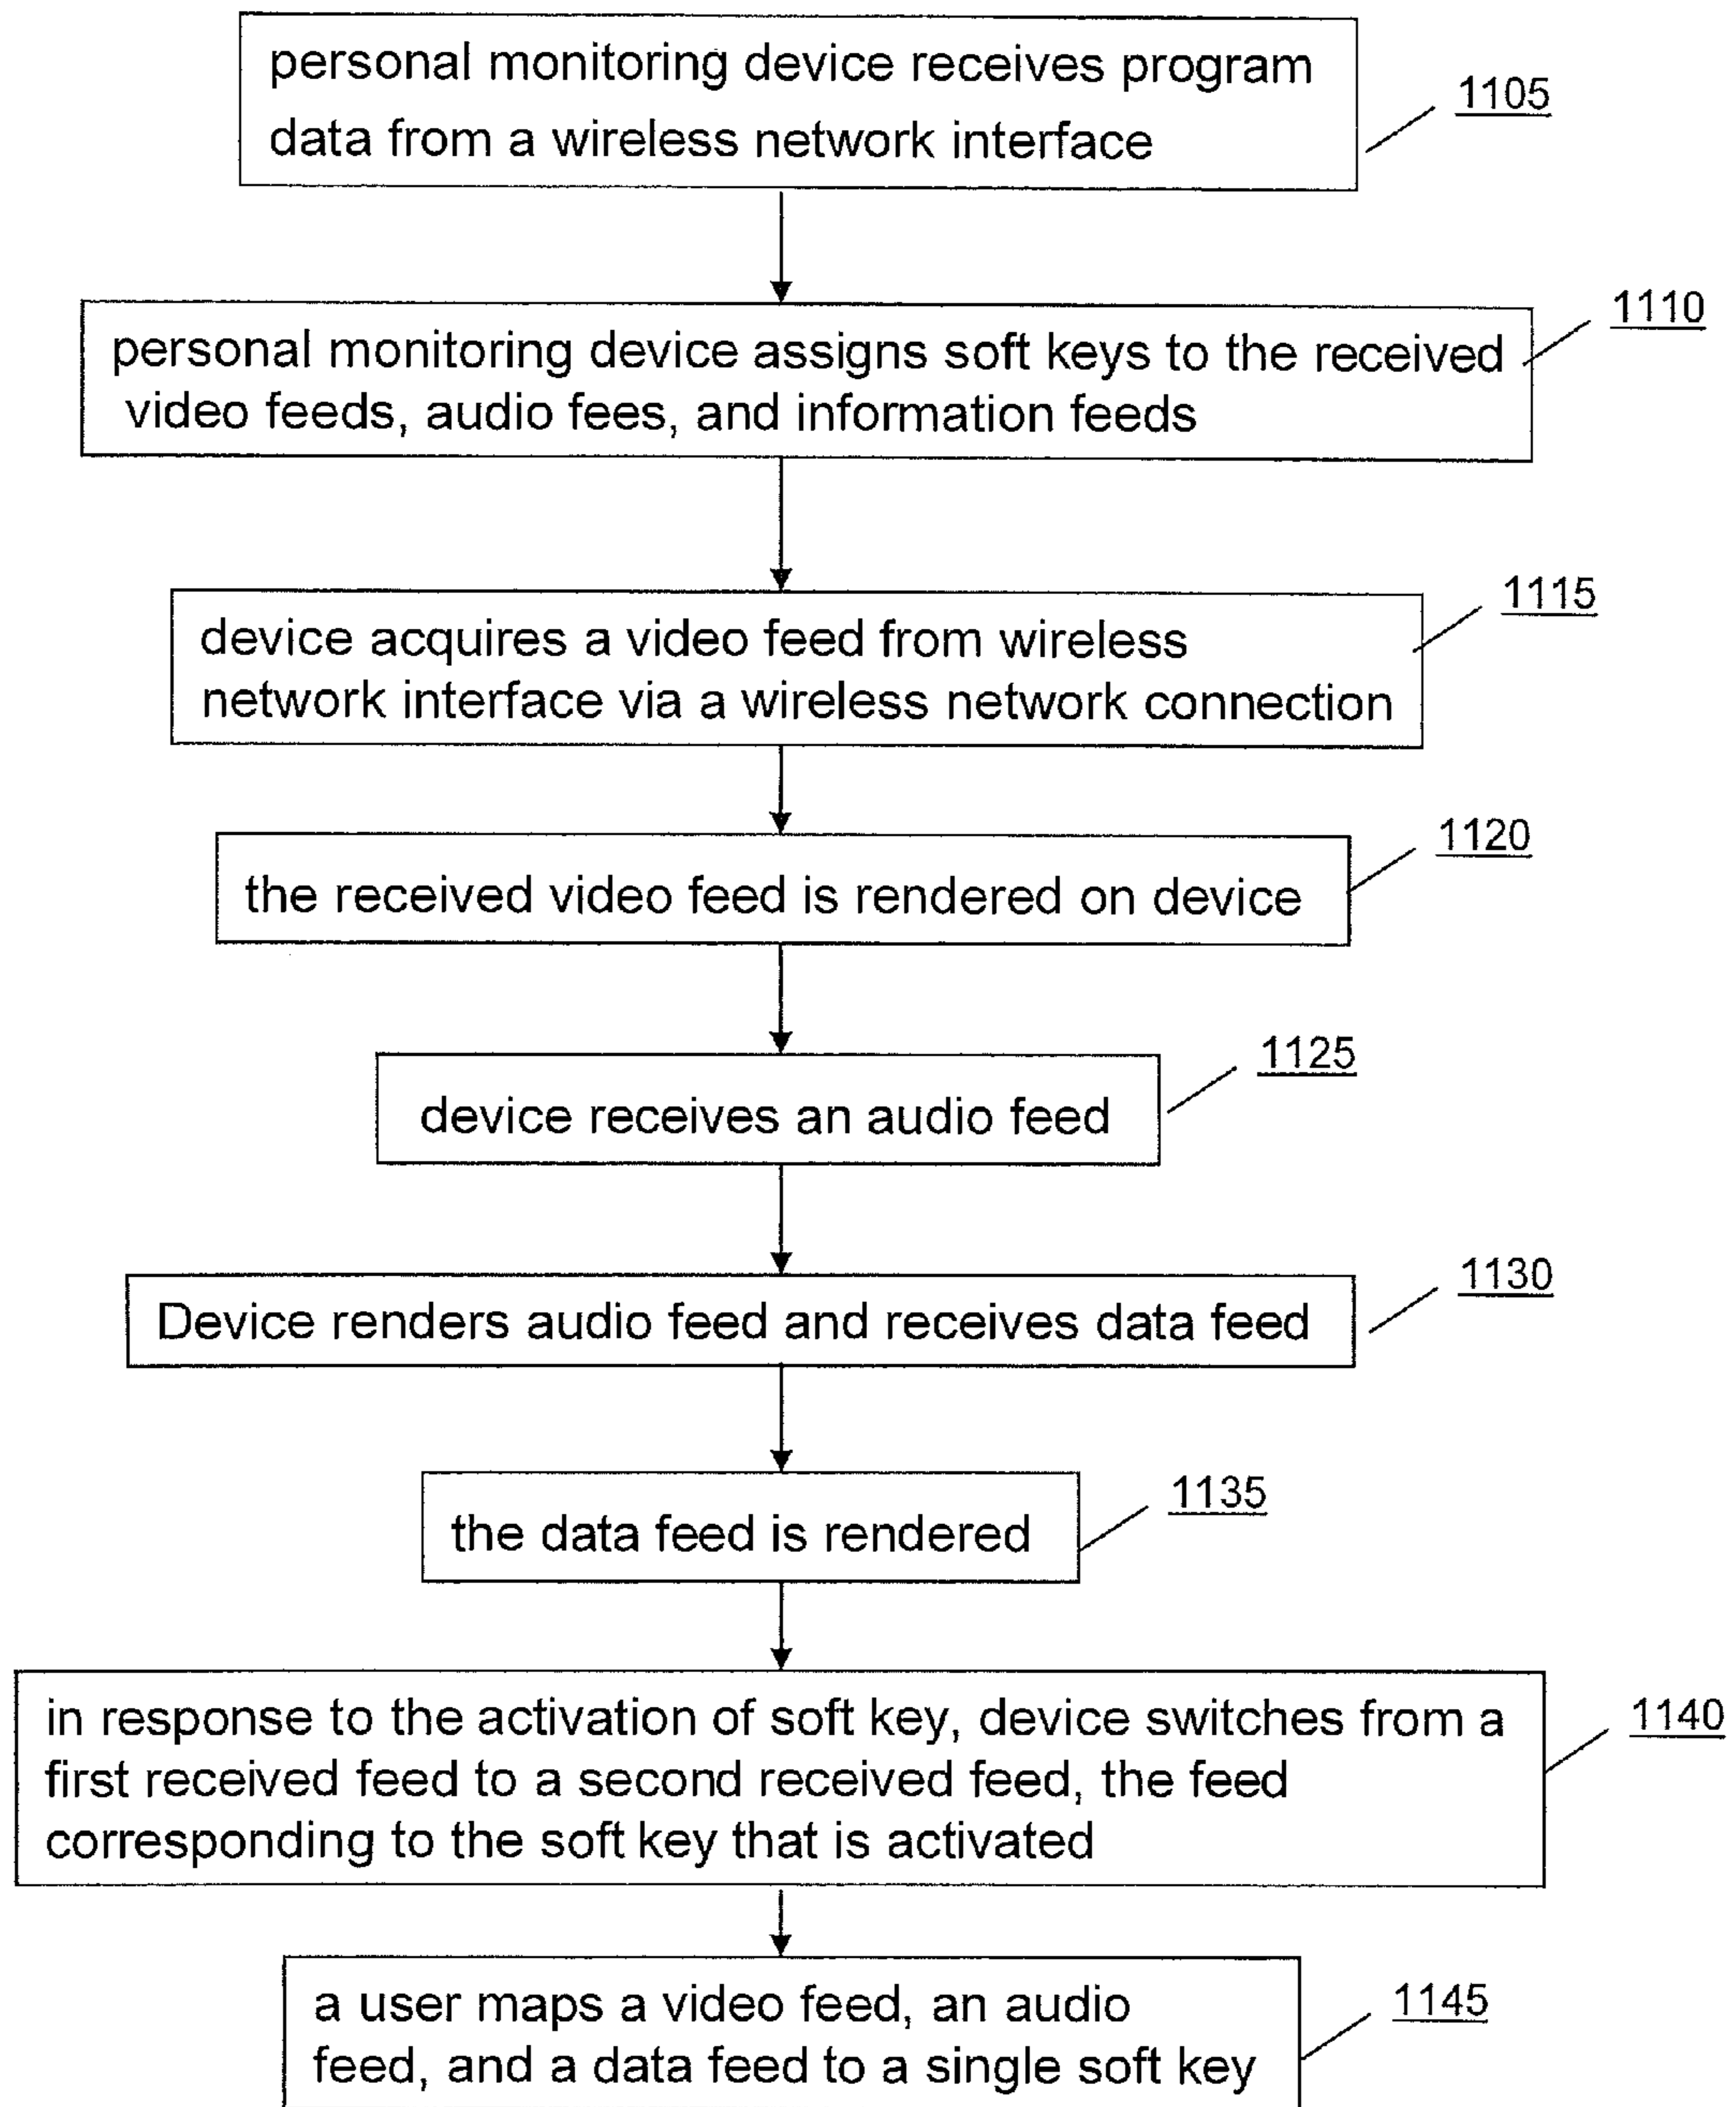 personal monitoring device receives program
data from a wireless network interface
1105
personal monitoring device assigns soft keys to the received
video feeds, audio fees, and information feeds
1110
device acquires a video feed from wireless
network interface via a wireless network connection
1115
the received video feed is rendered on device
1120
device receives an audio feed
1125
Device renders audio feed and receives data feed
1130
the data feed is rendered
1135
in response to the activation of soft key, device switches from a
first received feed to a second received feed, the feed
corresponding to the soft key that is activated
1140
a user maps a video feed, an audio
feed, and a data feed to a single soft key
1145